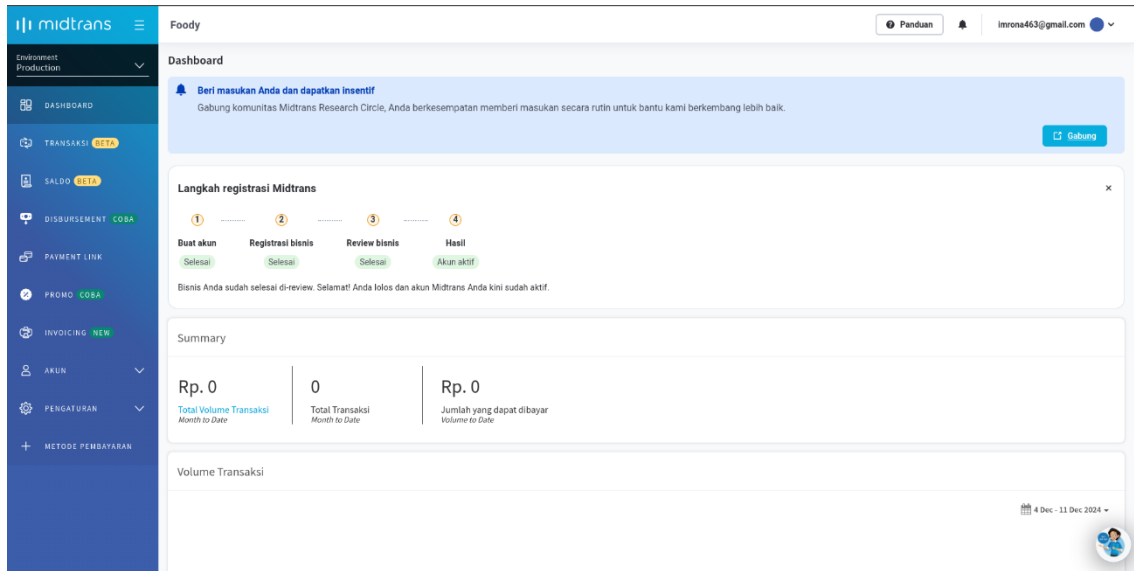 midtrans
Foody
Panduan
imrona463@gmail.com
Environment
Production
Dashboard
Beri masukan Anda dan dapatkan insentif
Gabung komunitas Midtrans Research Circle, Anda berkesempatan memberi masukan secara rutin untuk bantu kami berkembang lebih baik.
Gabung
DASHBOARD
TRANSAKSI BETA
SALDO BETA
DISBURSEMENT COBA
PAYMENT LINK
PROMO COBA
INVOICING NEW
AKUN
PENGATURAN
METODE PEMBAYARAN
Langkah registrasi Midtrans
1 2 3 4
Buat akun Registrasi bisnis Review bisnis Hasil
Selesai Selesai Selesai Akun aktif
Bisnis Anda sudah selesai di-review. Selamat! Anda lolos dan akun Midtrans Anda kini sudah aktif.
Summary
Rp. 0 0 Rp. 0
Total Volume Transaksi Total Transaksi Jumlah yang dapat dibayar
Month to Date Month to Date Volume to Date
Volume Transaksi
4 Dec - 11 Dec 2024